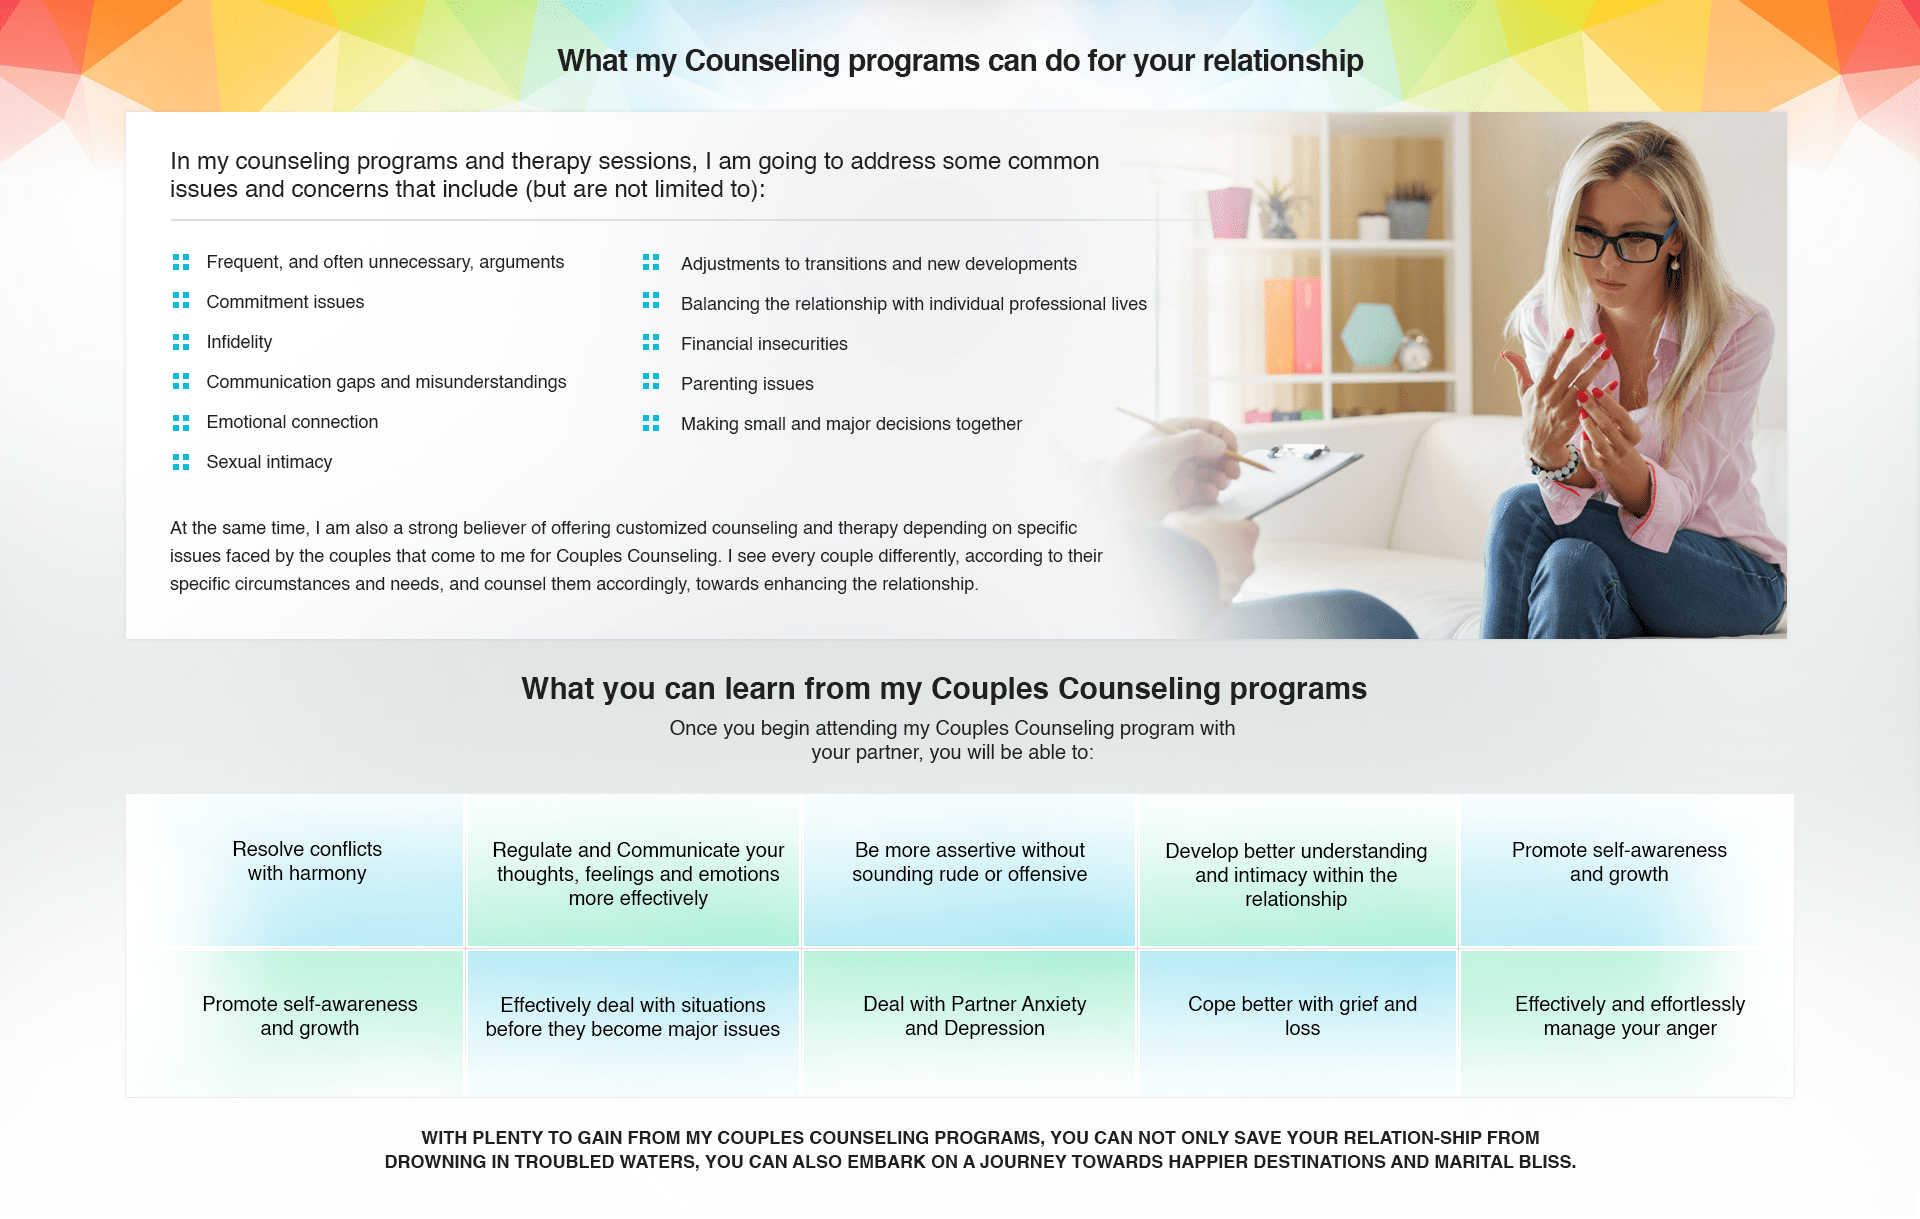 What my Counseling programs can do for your relationship
In my counseling programs and therapy sessions, I am going to address some common
issues and concerns that include (but are not limited to):
Frequent, and often unnecessary, arguments
Commitment issues
Infidelity
Communication gaps and misunderstandings
Emotional connection
Sexual intimacy
Adjustments to transitions and new developments
Balancing the relationship with individual professional lives
Financial insecurities
Parenting issues
Making small and major decisions together
At the same time, I am also a strong believer of offering customized counseling and therapy depending on specific
issues faced by the couples that come to me for Couples Counseling. I see every couple differently, according to their
specific circumstances and needs, and counsel them accordingly, towards enhancing the relationship.
What you can learn from my Couples Counseling programs
Once you begin attending my Couples Counseling program with
your partner, you will be able to:
Resolve conflicts
with harmony
Regulate and Communicate your
thoughts, feelings and emotions
more effectively
Be more assertive without
sounding rude or offensive
Develop better understanding
and intimacy within the
relationship
Promote self-awareness
and growth
Promote self-awareness
and growth
Effectively deal with situations
before they become major issues
Deal with Partner Anxiety
and Depression
Cope better with grief and
loss
Effectively and effortlessly
manage your anger
WITH PLENTY TO GAIN FROM MY COUPLES COUNSELING PROGRAMS, YOU CAN NOT ONLY SAVE YOUR RELATION-SHIP FROM
DROWNING IN TROUBLED WATERS, YOU CAN ALSO EMBARK ON A JOURNEY TOWARDS HAPPIER DESTINATIONS AND MARITAL BLISS.